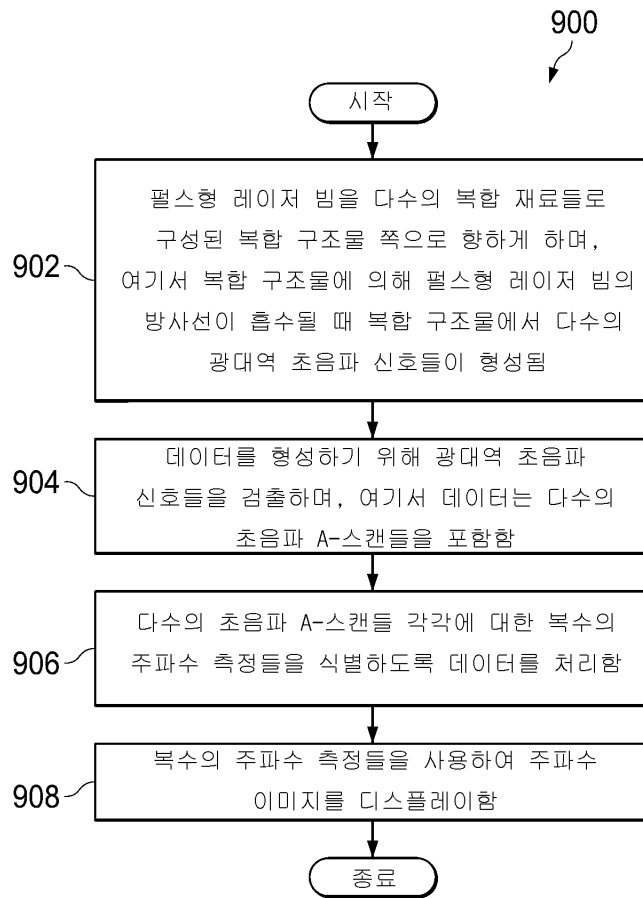 900
시작
902
펄스형 레이저 빔을 다수의 복합 재료들로
구성된 복합 구조물 쪽으로 향하게 하며,
여기서 복합 구조물에 의해 펄스형 레이저 빔의
방사선이 흡수될 때 복합 구조물에서 다수의
광대역 초음파 신호들이 형성됨
904
데이터를 형성하기 위해 광대역 초음파
신호들을 검출하며, 여기서 데이터는 다수의
초음파 A-스캔들을 포함함
906
다수의 초음파 A-스캔들 각각에 대한 복수의
주파수 측정들을 식별하도록 데이터를 처리함
908
복수의 주파수 측정들을 사용하여 주파수
이미지를 디스플레이함
종료